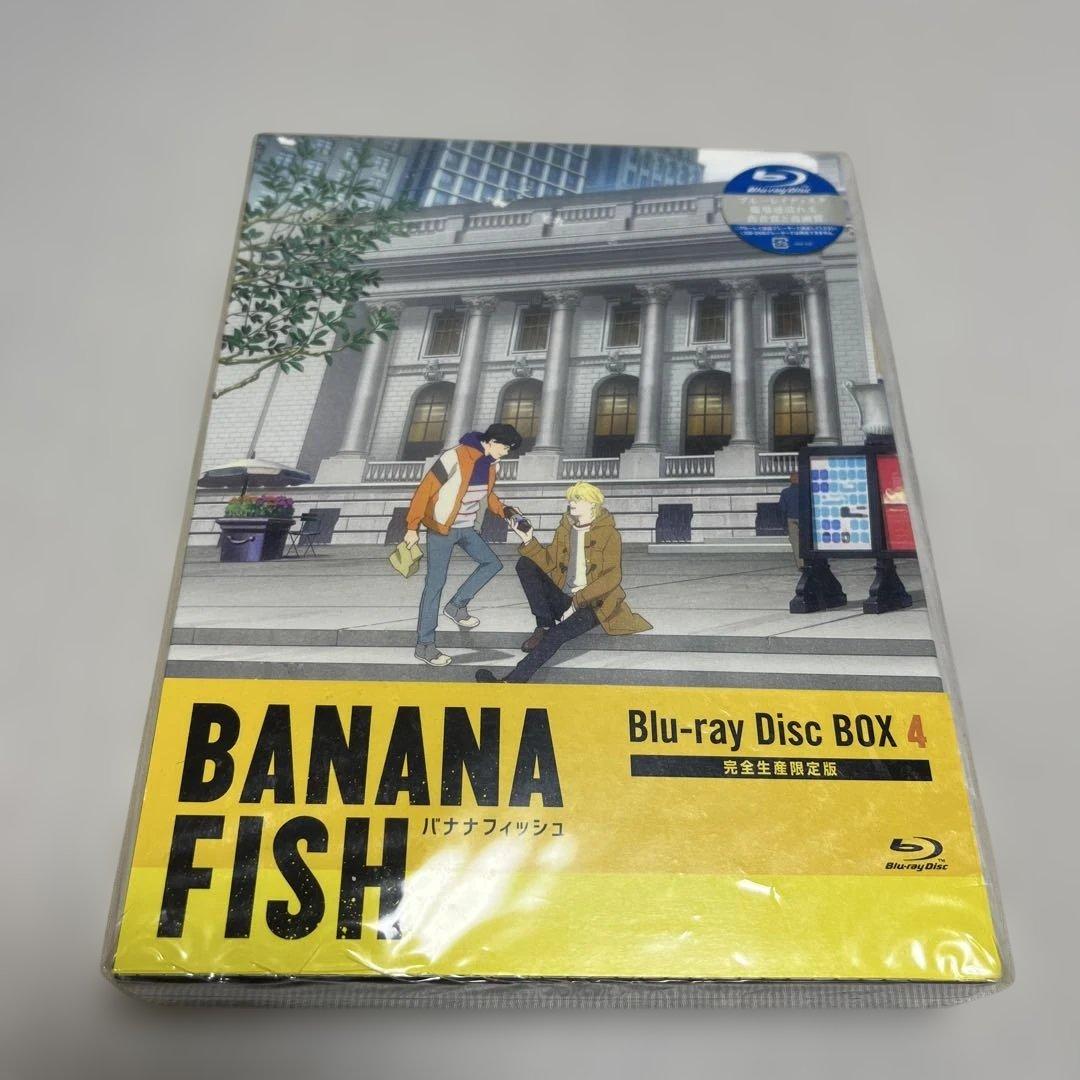 Blu-ray Disc
BANANA
FISH
バナナフィッシュ
Blu-ray Disc BOX 4
完全生産限定版
Blu-ray Disc™